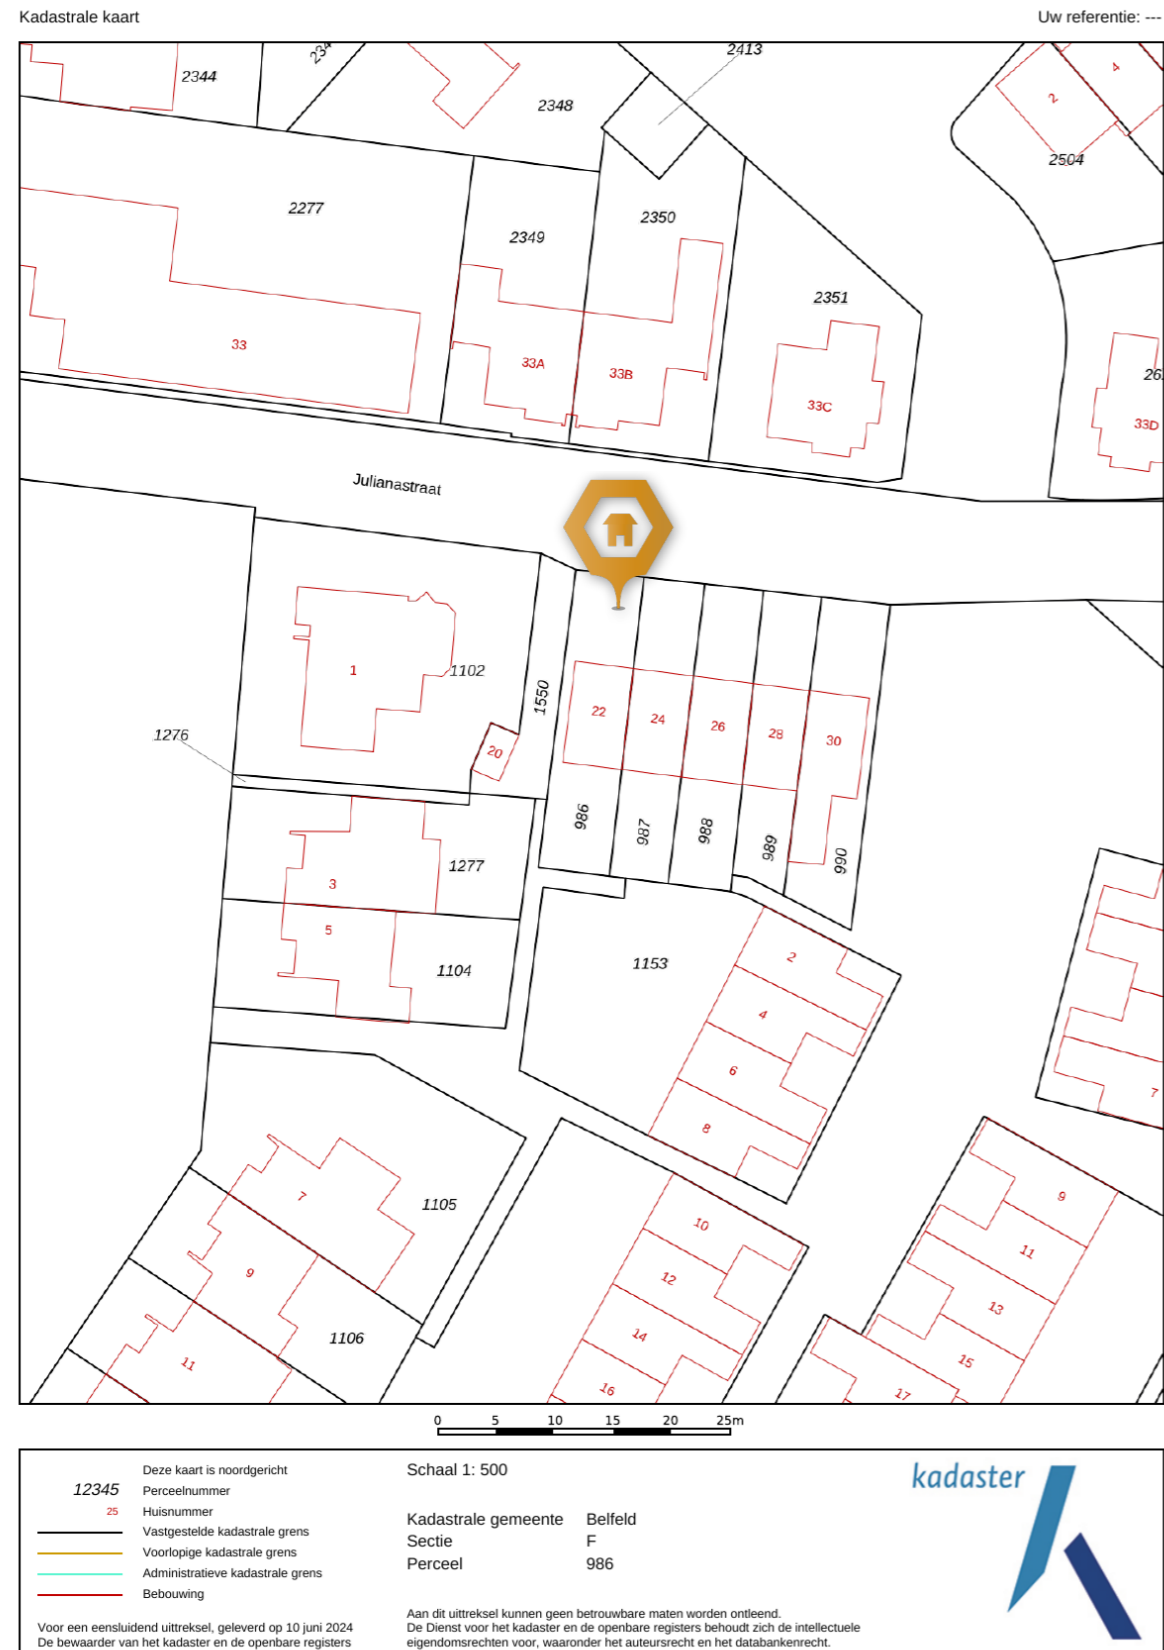 Kadastrale kaart
Uw referentie: ---
2344
234
2348
2413
2
4
2504
2277
2349
2350
2351
33
33A
33B
33C
33D
Julianastraat
1
1102
1550
1276
20
22
24
26
28
30
986
987
988
989
990
3
1277
5
1104
1153
2
4
6
8
7
7
1105
9
1106
11
10
12
14
16
9
11
13
15
17
0 5 10 15 20 25m
Deze kaart is noordgericht
12345 Perceelnummer
25 Huisnummer
Vastgestelde kadastrale grens
Voorlopige kadastrale grens
Administratieve kadastrale grens
Bebouwing
Voor een eensluidend uittreksel, geleverd op 10 juni 2024
De bewaarder van het kadaster en de openbare registers
Schaal 1: 500
Kadastrale gemeente Belfeld
Sectie F
Perceel 986
Aan dit uittreksel kunnen geen betrouwbare maten worden ontleend.
De Dienst voor het kadaster en de openbare registers behoudt zich de intellectuele
eigendomsrechten voor, waaronder het auteursrecht en het databankenrecht.
kadaster